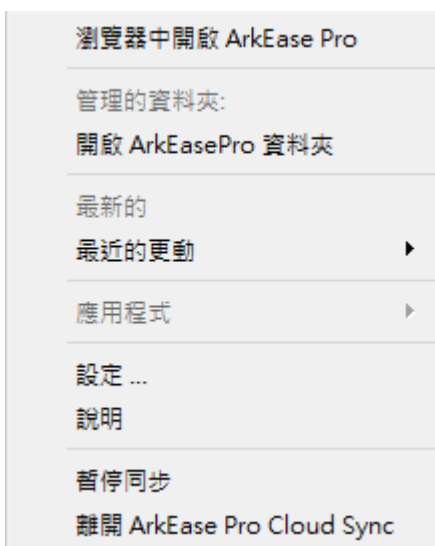 瀏覽器中開啟 ArkEase Pro
管理的資料夾:
開啟 ArkEasePro 資料夾
最新的
最近的更動
應用程式
設定 ...
說明
暫停同步
離開 ArkEase Pro Cloud Sync